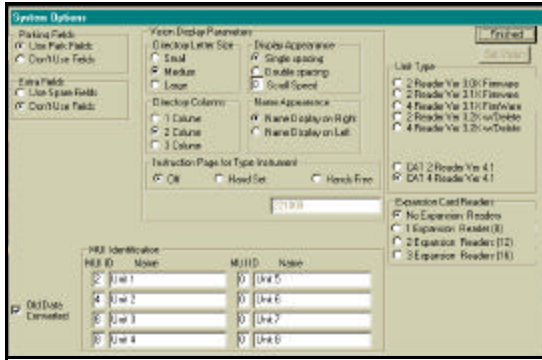 System Options
Parking Fields
Use Park Fields
Don't Use Fields
Extra Fields
Use Spare Fields
Don't Use Fields
Vision Display Parameters
Directory Letter Size
Small
Medium
Large
Display Appearance
Single spacing
Double spacing
0 Scroll Speed
Directory Columns
1 Column
2 Column
3 Column
Name Appearance
Name Display on Right
Name Display on Left
Instruction Page for Type Instrument
Off
Hand Set
Hands Free
Finished
Unit Type
2 Reader Ver 3.0X Firmware
2 Reader Ver 3.1X Firmware
4 Reader Ver 3.1X FirmWare
2 Reader Ver 3.2X w/Delete
4 Reader Ver 3.2X w/Delete
CAT 2 Reader Ver 4.1
CAT 4 Reader Ver 4.1
Expansion Card Readers
No Expansion Readers
1 Expansion Reader (8)
2 Expansion Readers (12)
3 Expansion Readers (16)
MUI Identification
MUI ID Name MUI ID Name
2 Unit 1 0 Unit 5
4 Unit 2 0 Unit 6
6 Unit 3 0 Unit 7
8 Unit 4 0 Unit 8
Old Date
Converted